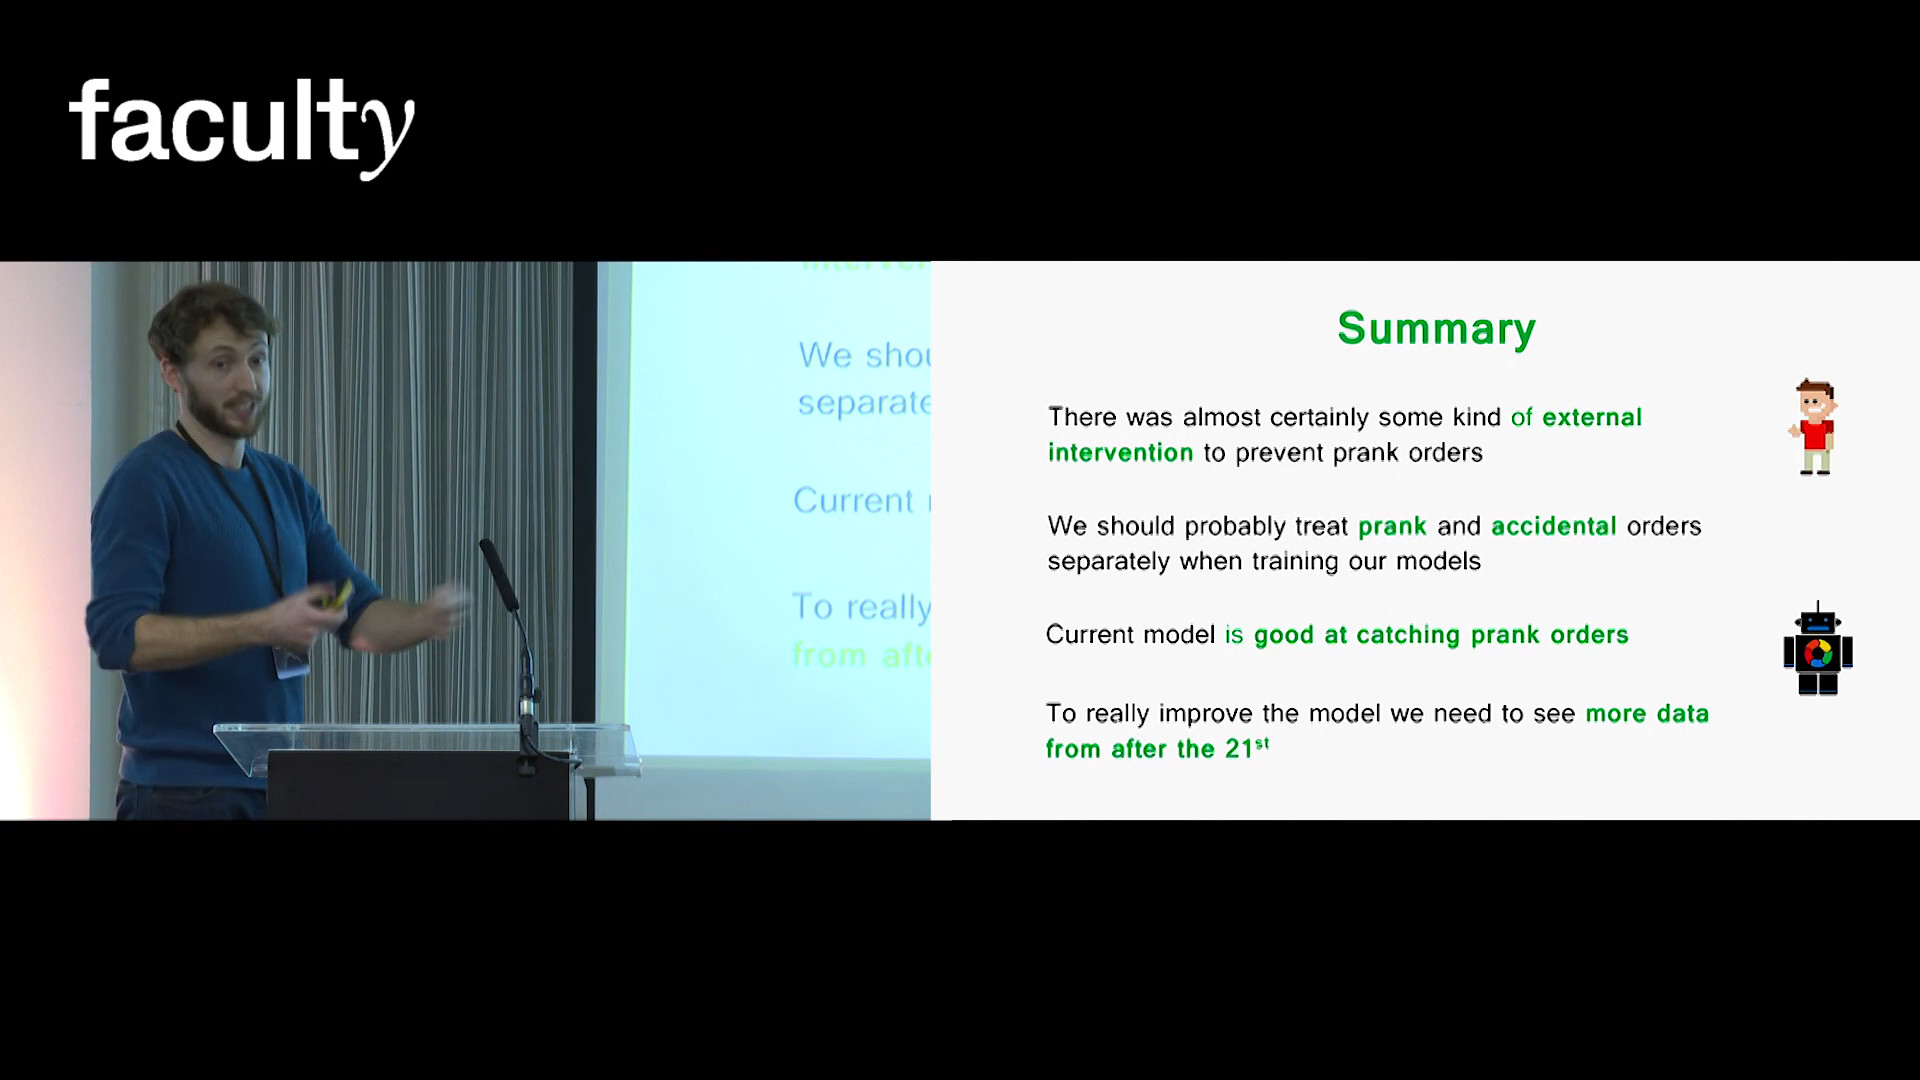 faculty
We shou
separate
Current
To really
from afte
Summary
There was almost certainly some kind of external
intervention to prevent prank orders
We should probably treat prank and accidental orders
separately when training our models
Current model is good at catching prank orders
To really improve the model we need to see more data
from after the 21st